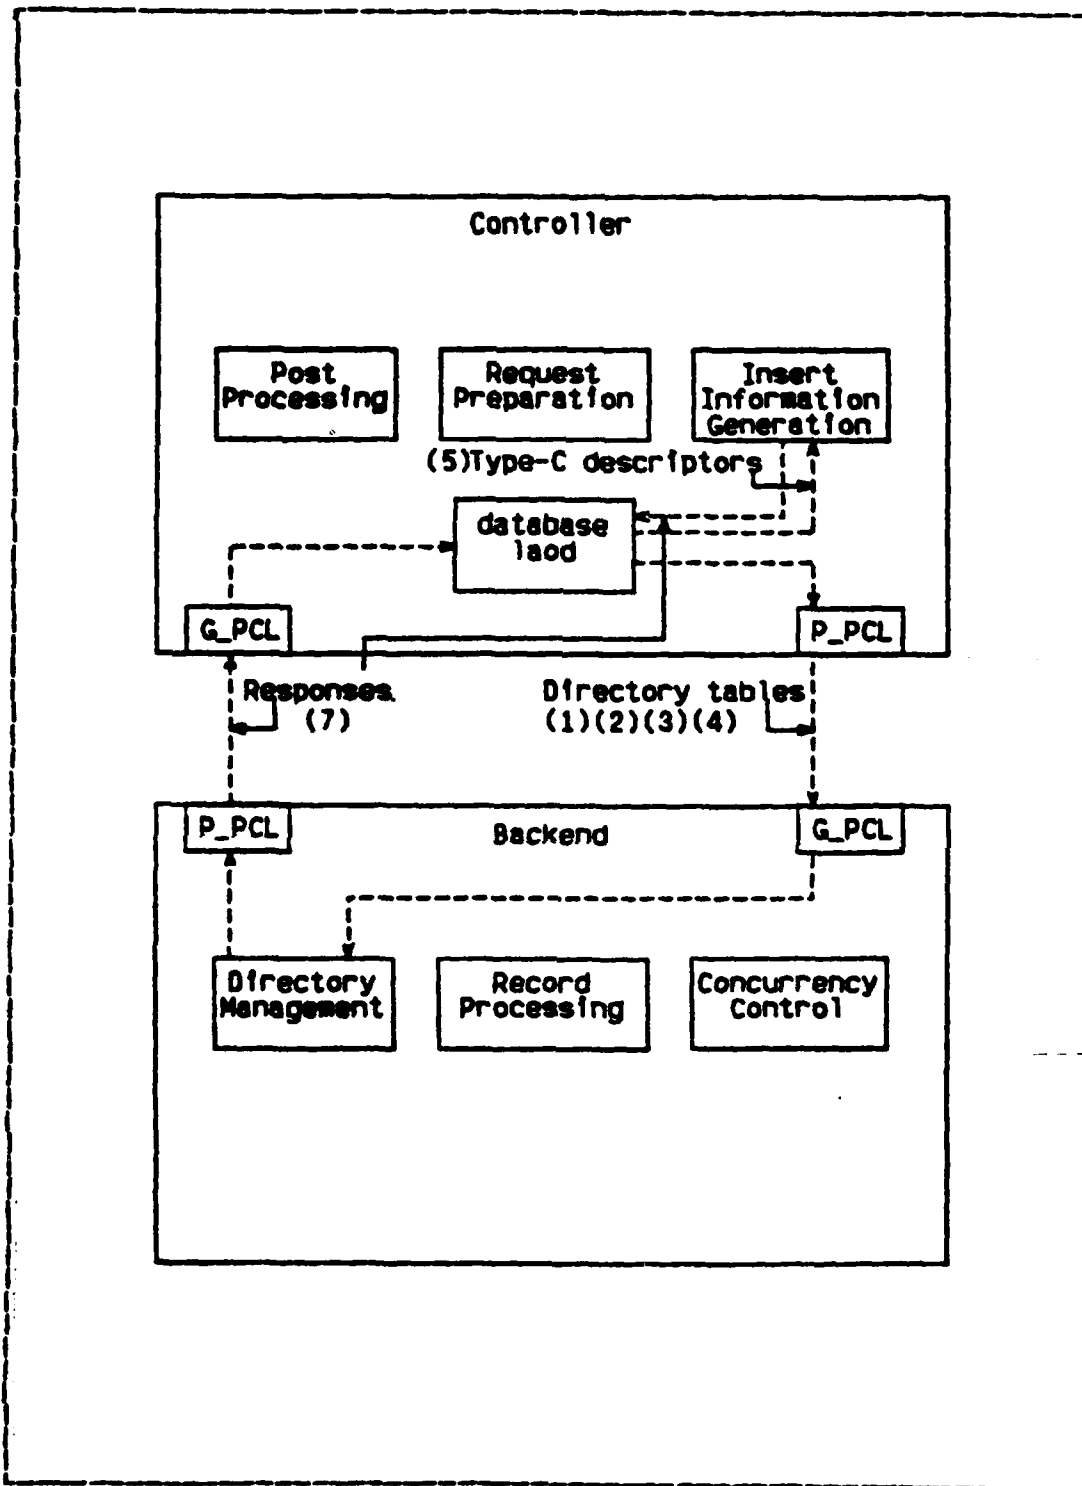 Controller
Post
Processing
Request
Preparation
Insert
Information
Generation
(5)Type-C descriptors
database
laod
G_PCL
P_PCL
Responses
(7)
Directory tables
(1)(2)(3)(4)
P_PCL
Backend
G_PCL
Directory
Management
Record
Processing
Concurrency
Control